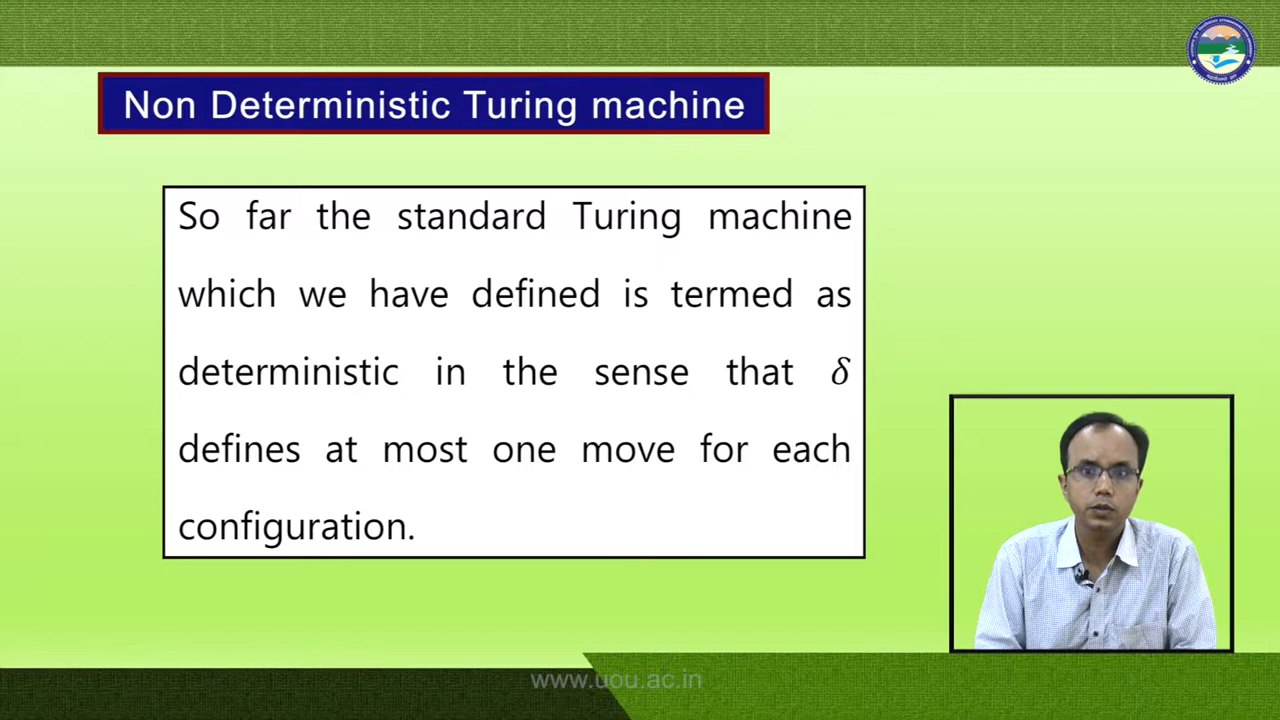 Non Deterministic Turing machine
So far the standard Turing machine
which we have defined is termed as
deterministic in the sense that δ
defines at most one move for each
configuration.
www.uou.ac.in